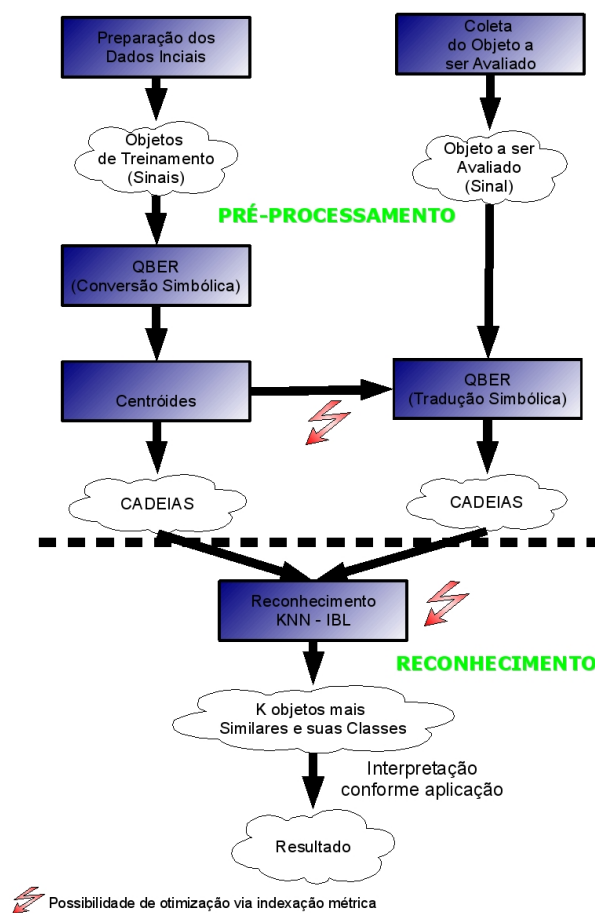 Preparação dos
Dados Inciais
Coleta
do Objeto a
ser Avaliado
Objetos
de Treinamento
(Sinais)
Objeto a ser
Avaliado
(Sinal)
PRÉ-PROCESSAMENTO
QBER
(Conversão Simbólica)
Centróides
QBER
(Tradução Simbólica)
CADEIAS
CADEIAS
Reconhecimento
KNN - IBL
RECONHECIMENTO
K objetos mais
Similares e suas Classes
Interpretação
conforme aplicação
Resultado
Possibilidade de otimização via indexação métrica